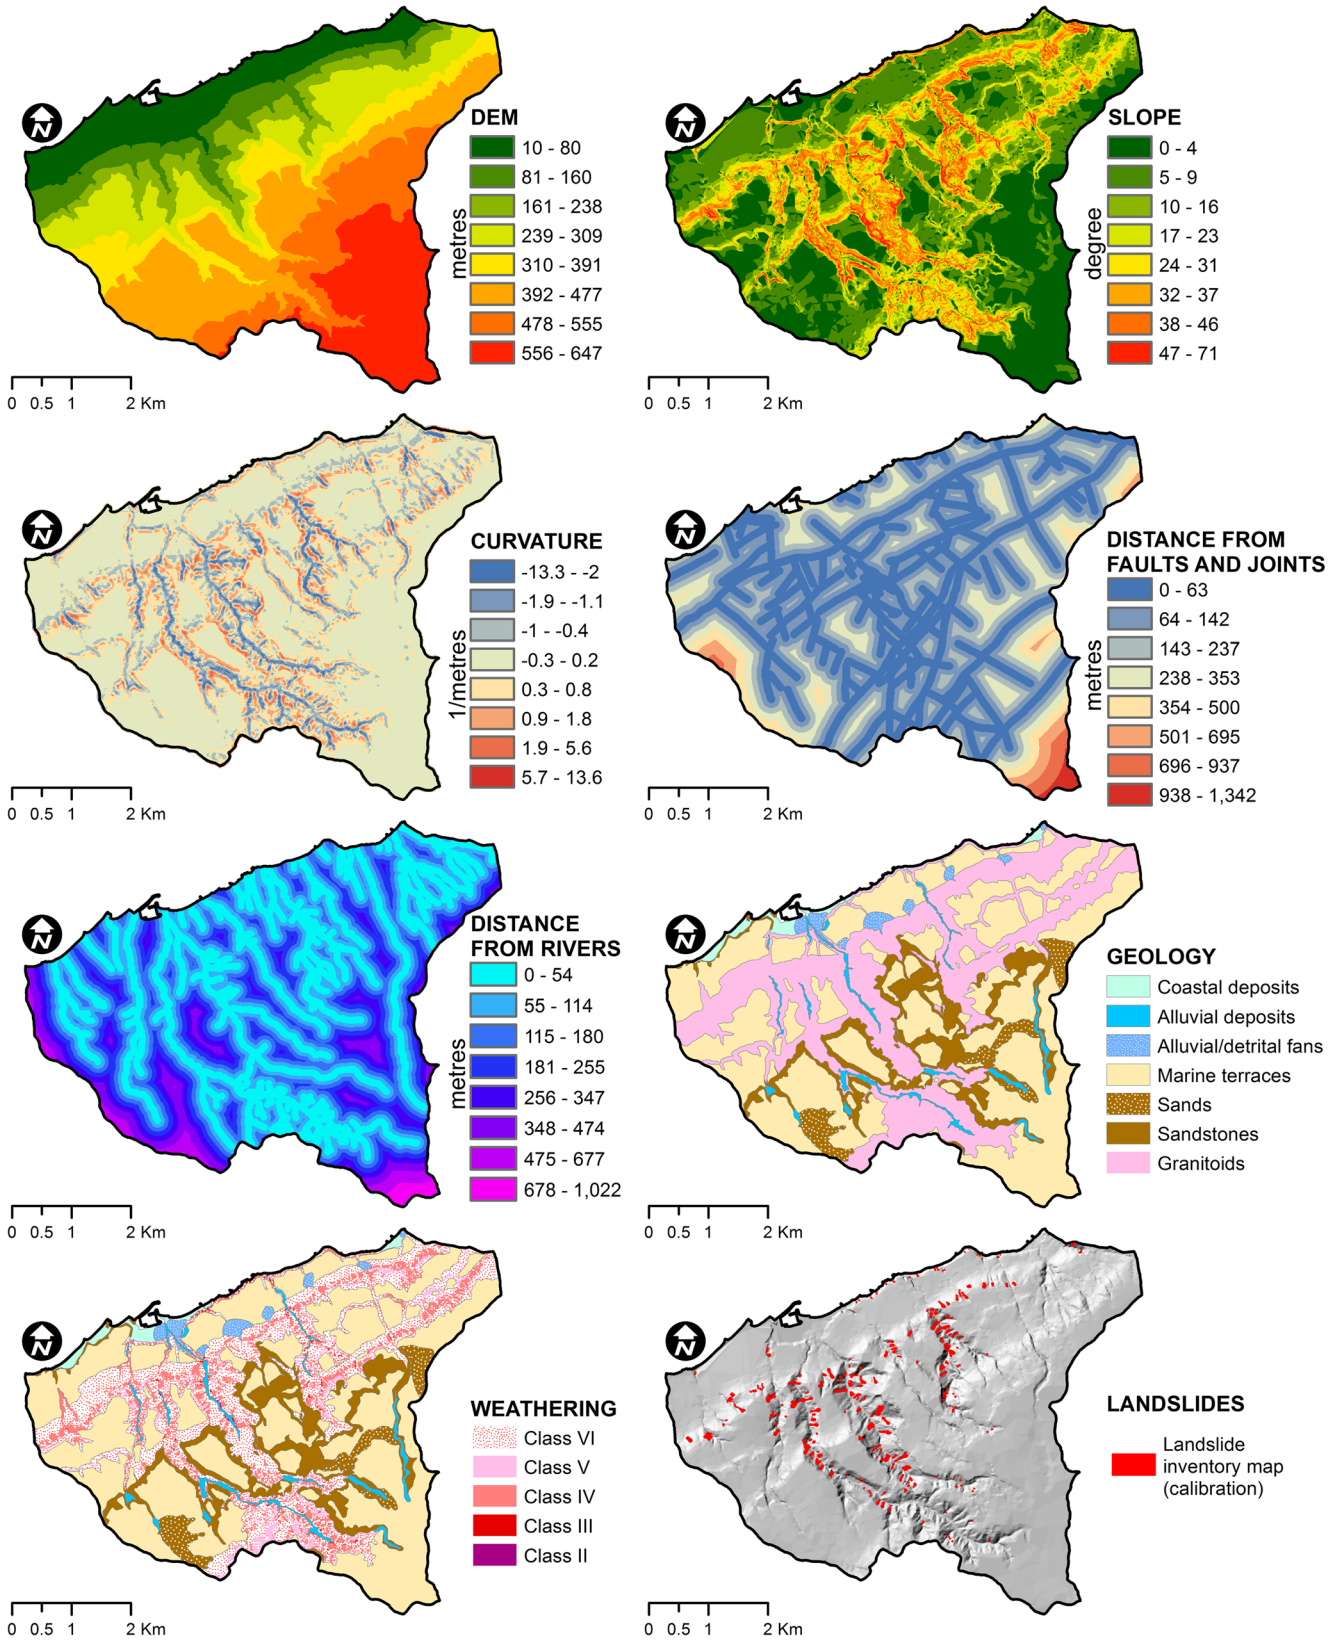 N
DEM
metres
10 - 80
81 - 160
161 - 238
239 - 309
310 - 391
392 - 477
478 - 555
556 - 647
0 0.5 1 2 Km
N
SLOPE
degree
0 - 4
5 - 9
10 - 16
17 - 23
24 - 31
32 - 37
38 - 46
47 - 71
0 0.5 1 2 Km
N
CURVATURE
1/metres
-13.3 - -2
-1.9 - -1.1
-1 - -0.4
-0.3 - 0.2
0.3 - 0.8
0.9 - 1.8
1.9 - 5.6
5.7 - 13.6
0 0.5 1 2 Km
N
DISTANCE FROM
FAULTS AND JOINTS
metres
0 - 63
64 - 142
143 - 237
238 - 353
354 - 500
501 - 695
696 - 937
938 - 1,342
0 0.5 1 2 Km
N
DISTANCE
FROM RIVERS
metres
0 - 54
55 - 114
115 - 180
181 - 255
256 - 347
348 - 474
475 - 677
678 - 1,022
0 0.5 1 2 Km
N
GEOLOGY
Coastal deposits
Alluvial deposits
Alluvial/detrital fans
Marine terraces
Sands
Sandstones
Granitoids
0 0.5 1 2 Km
N
WEATHERING
Class VI
Class V
Class IV
Class III
Class II
0 0.5 1 2 Km
N
LANDSLIDES
Landslide
inventory map
(calibration)
0 0.5 1 2 Km